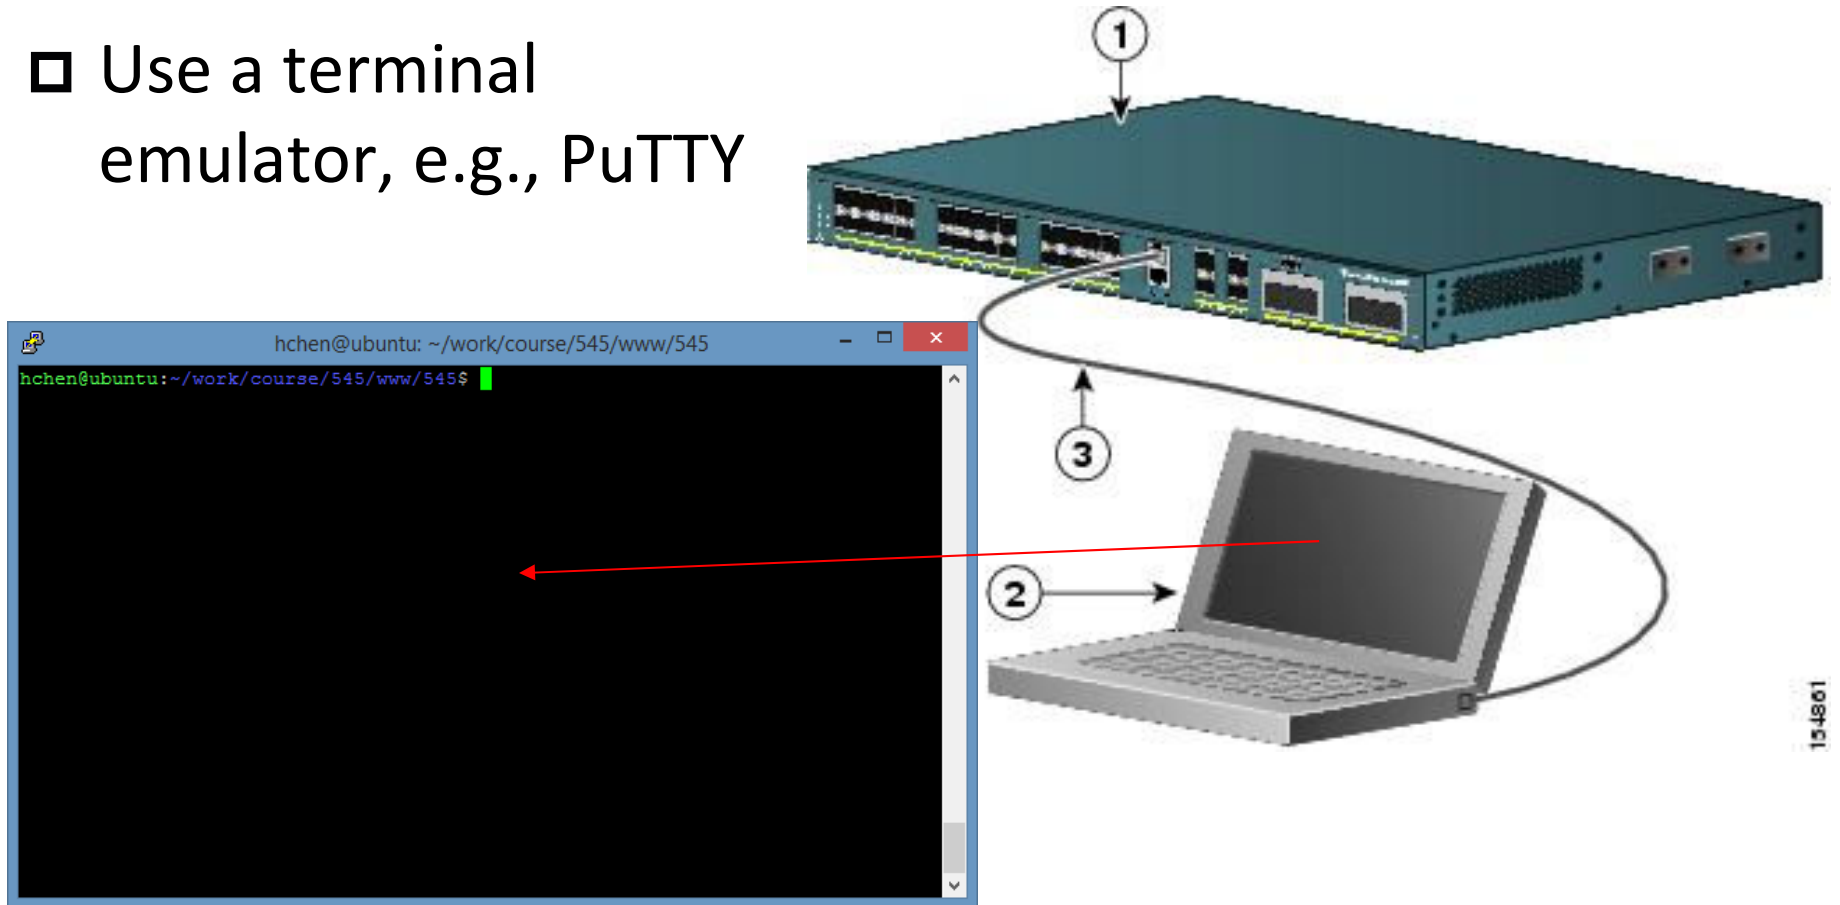 Use a terminal
emulator, e.g., PuTTY
1
hchen@ubuntu: ~/work/course/545/www/545
hchen@ubuntu:~/work/course/545/www/545$
3
2
154861